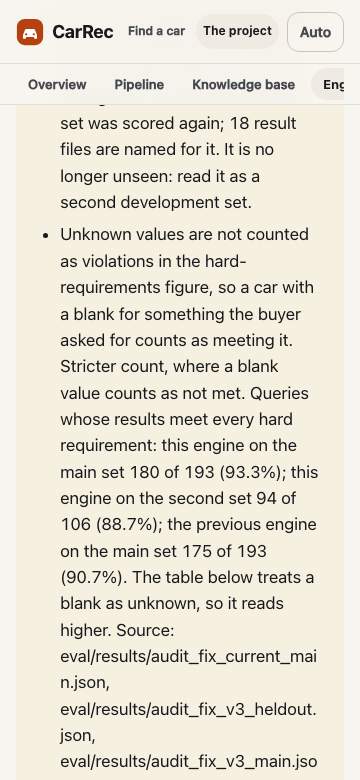 CarRec
Find a car
The project
Auto
Overview
Pipeline
Knowledge base
Eng
set was scored again; 18 result
files are named for it. It is no
longer unseen: read it as a
second development set.
• Unknown values are not counted
as violations in the hard-
requirements figure, so a car with
a blank for something the buyer
asked for counts as meeting it.
Stricter count, where a blank
value counts as not met. Queries
whose results meet every hard
requirement: this engine on the
main set 180 of 193 (93.3%); this
engine on the second set 94 of
106 (88.7%); the previous engine
on the main set 175 of 193
(90.7%). The table below treats a
blank as unknown, so it reads
higher. Source:
eval/results/audit_fix_current_mai
n.json,
eval/results/audit_fix_v3_heldout.
json,
eval/results/audit_fix_v3_main.jso